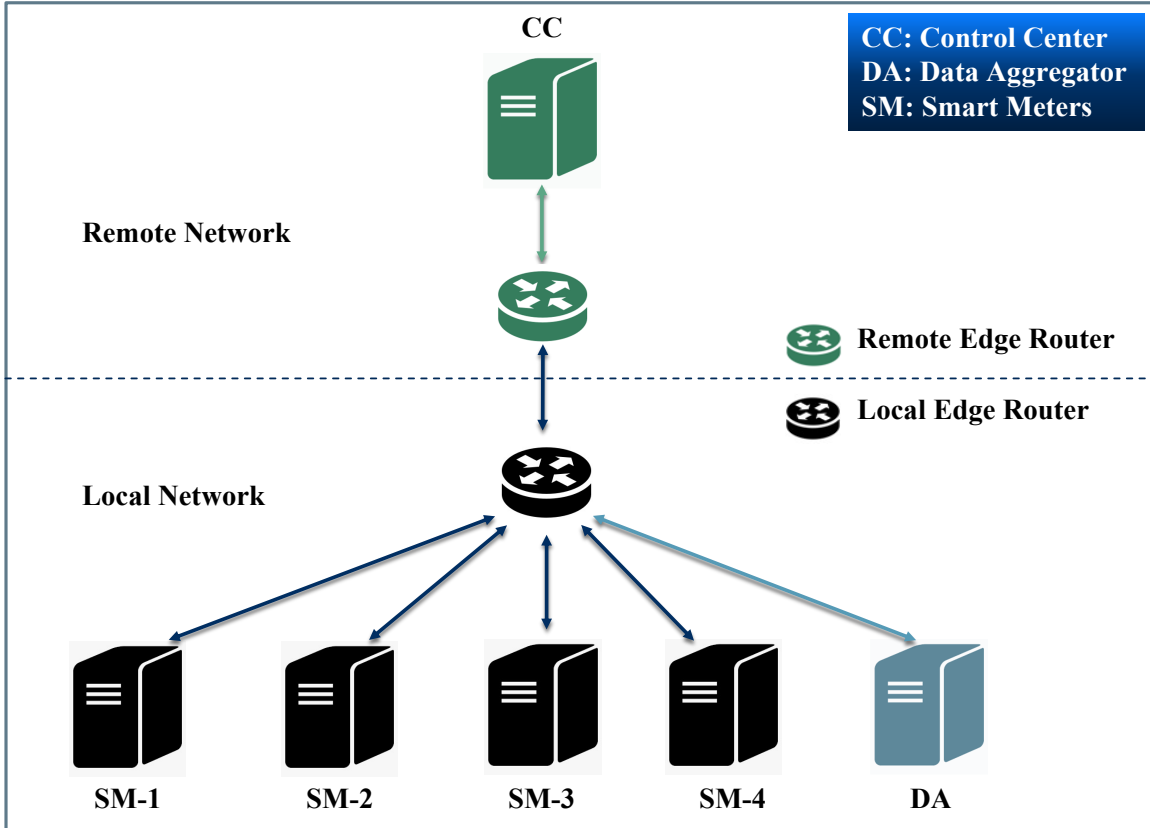 CC
CC: Control Center
DA: Data Aggregator
SM: Smart Meters
Remote Network
Remote Edge Router
Local Edge Router
Local Network
SM-1
SM-2
SM-3
SM-4
DA